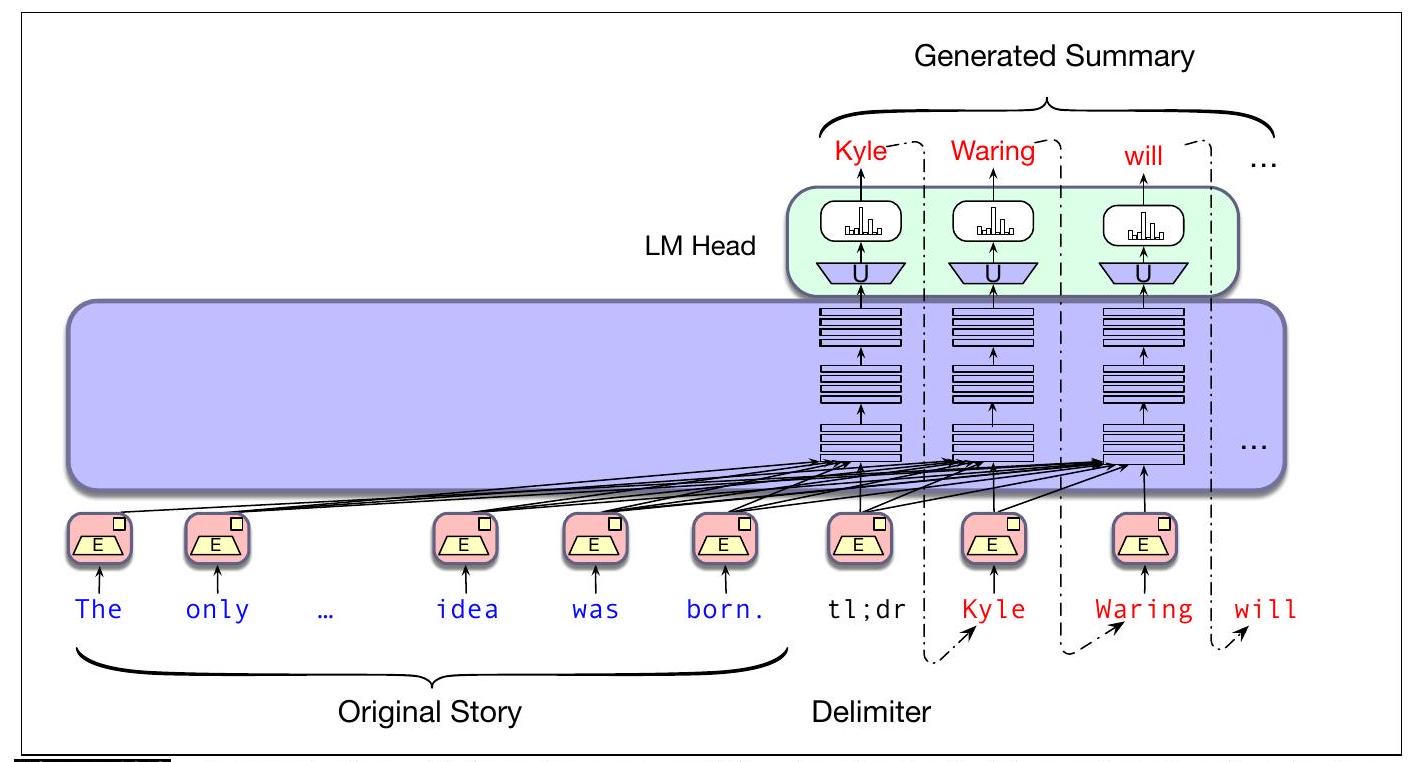 Generated Summary
Kyle Waring will ...
LM Head
U U U
...
E E E E E E E E
The only ... idea was born. tl;dr Kyle Waring will
Original Story Delimiter